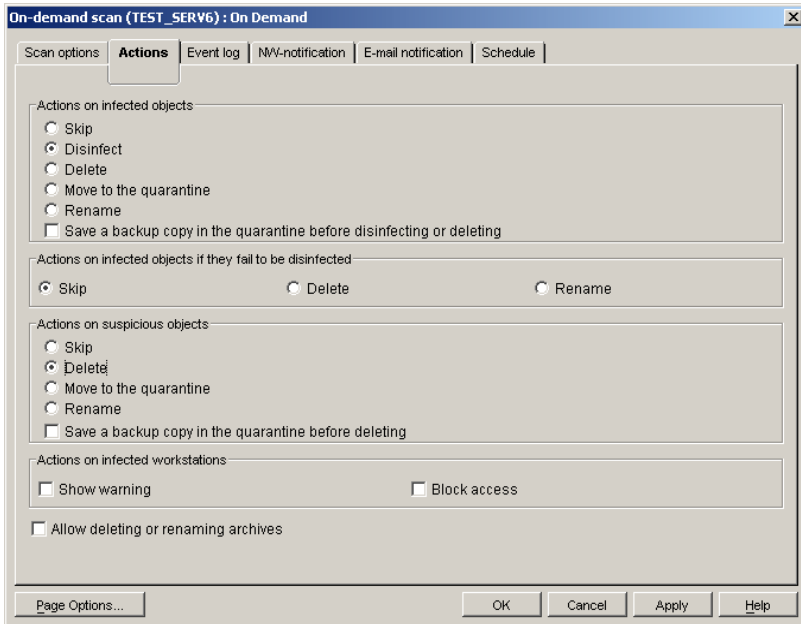 On-demand scan (TEST_SERV6) : On Demand
Scan options Actions Event log NW-notification E-mail notification Schedule
Actions on infected objects
Skip
Disinfect
Delete
Move to the quarantine
Rename
Save a backup copy in the quarantine before disinfecting or deleting
Actions on infected objects if they fail to be disinfected
Skip Delete Rename
Actions on suspicious objects
Skip
Delete
Move to the quarantine
Rename
Save a backup copy in the quarantine before deleting
Actions on infected workstations
Show warning Block access
Allow deleting or renaming archives
Page Options... OK Cancel Apply Help